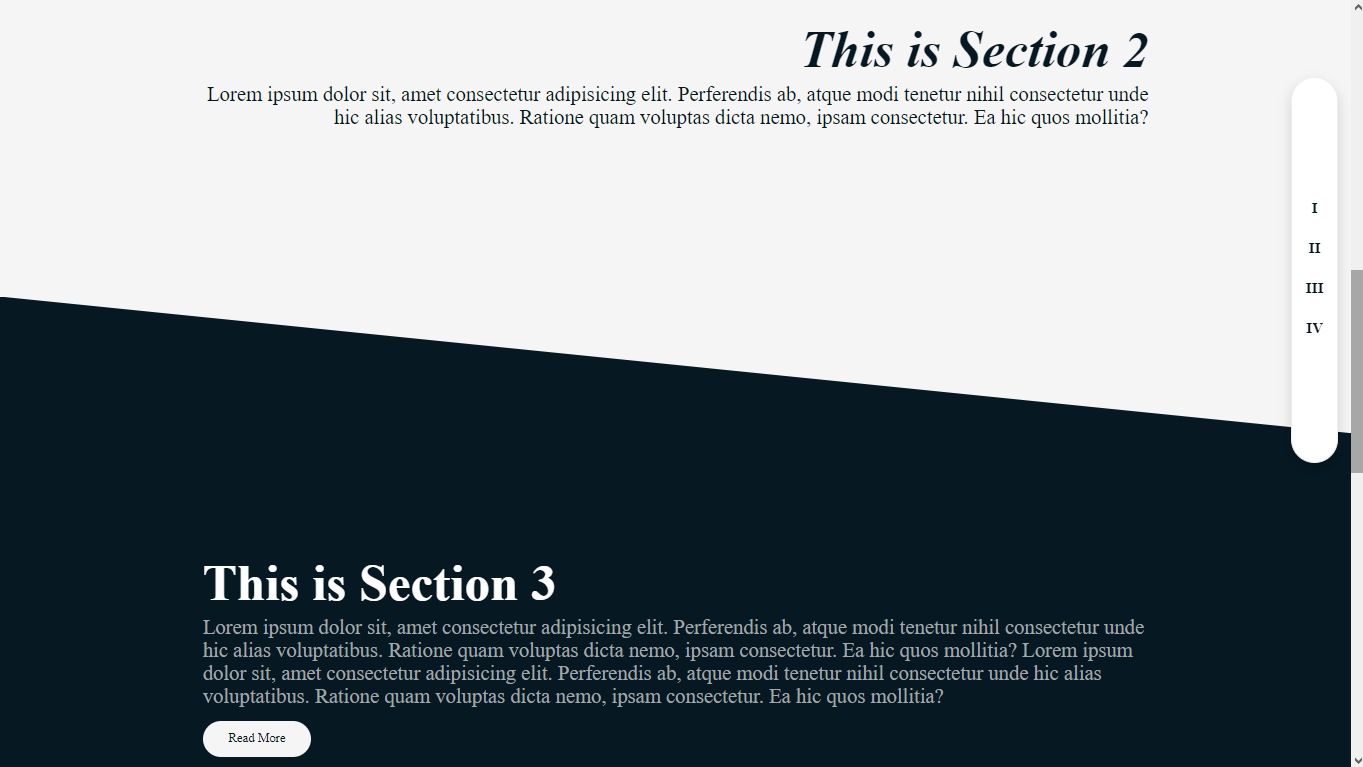 This is Section 2
Lorem ipsum dolor sit, amet consectetur adipisicing elit. Perferendis ab, atque modi tenetur nihil consectetur unde
hic alias voluptatibus. Ratione quam voluptas dicta nemo, ipsam consectetur. Ea hic quos mollitia?
I
II
III
IV
This is Section 3
Lorem ipsum dolor sit, amet consectetur adipisicing elit. Perferendis ab, atque modi tenetur nihil consectetur unde
hic alias voluptatibus. Ratione quam voluptas dicta nemo, ipsam consectetur. Ea hic quos mollitia? Lorem ipsum
dolor sit, amet consectetur adipisicing elit. Perferendis ab, atque modi tenetur nihil consectetur unde hic alias
voluptatibus. Ratione quam voluptas dicta nemo, ipsam consectetur. Ea hic quos mollitia?
Read More